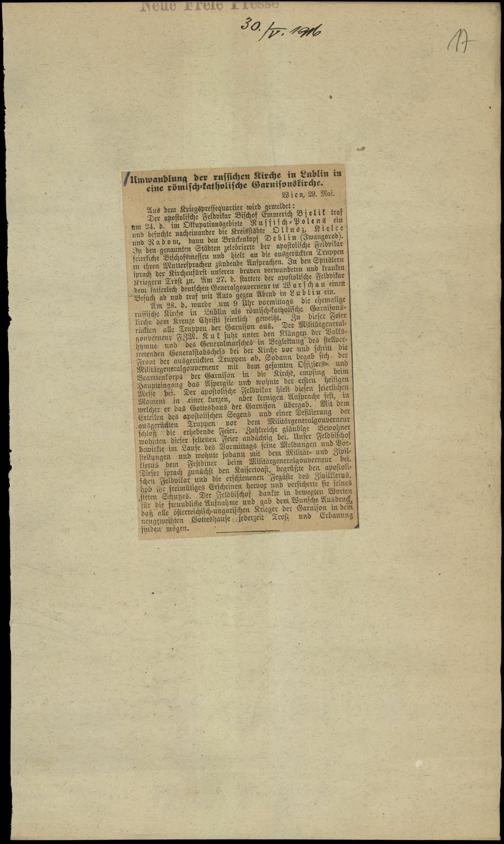 Neue Freie Presse
30./V. 1916
17
Umwandlung der russischen Kirche in Lublin in
eine römisch-katholische Garnisonskirche.
Wien, 29. Mai.
Aus dem Kriegspressequartier wird gemeldet:
Der apostolische Feldvikar Bischof Emmerich Bjelik traf
am 24. d. im Okkupationsgebiete Russisch-Polens ein
und besuchte nacheinander die Kreisstädte Olkusz, Kielce
und Radom, dann den Brückenkopf Deblin (Iwangorod).
In den genannten Städten zelebrierte der apostolische Feldvikar
feierliche Bischofsmessen und hielt an die ausgerückten Truppen
in ihren Muttersprachen zündende Ansprachen. In den Spitälern
sprach der Kirchenfürst unseren braven verwundeten und kranken
Kriegern Trost zu. Am 27. d. stattete der apostolische Feldvikar
dem kaiserlich deutschen Generalgouverneur in Warschau einen
Besuch ab und traf mit Auto gegen Abend in Lublin ein.
Am 28. d. wurde um 9 Uhr vormittags die ehemalige
russische Kirche in Lublin als römisch-katholische Garnisons-
kirche dem Kreuze Christi feierlich geweiht. Zu dieser Feier
rückten alle Truppen der Garnison aus. Der Militärgeneral-
gouverneur FZM. Kuk fuhr unter den Klängen der Volks-
hymne und des Generalmarsches in Begleitung des stellver-
tretenden Generalstabschefs bei der Kirche vor und schritt die
Front der ausgerückten Truppen ab. Sodann begab sich der
Militärgeneralgouverneur mit dem gesamten Offiziers- und
Beamtenkorps der Garnison in die Kirche, empfing beim
Haupteingang das Aspergile und wohnte der ersten heiligen
Messe bei. Der apostolische Feldvikar hielt diesen feierlichen
Moment in einer kurzen, aber kernigen Ansprache fest, in
welcher er das Gotteshaus der Garnison übergab. Mit dem
Erteilen des apostolischen Segens und einer Defilierung der
ausgerückten Truppen vor dem Militärgeneralgouverneur
schloß die erhebende Feier. Zahlreiche gläubige Bewohner
wohnten dieser seltenen Feier andächtig bei. Unser Feldbischof
bewirkte im Laufe des Vormittags seine Meldungen und Vor-
stellungen und wohnte sodann mit dem Militär- und Zivil-
klerus dem Festdiner beim Militärgeneralgouverneur bei.
Dieser sprach zunächst den Kaisertoast, begrüßte den apostoli-
schen Feldvikar und die erschienenen Festgäste des Zivilklerus,
hob ihr freimütiges Erscheinen hervor und versicherte sie seines
steten Schutzes. Der Feldbischof dankte in bewegten Worten
für die freundliche Aufnahme und gab dem Wunsche Ausdruck,
daß alle österreichisch-ungarischen Krieger der Garnison in dem
neugeweihten Gotteshause jederzeit Trost und Erbauung
finden mögen.